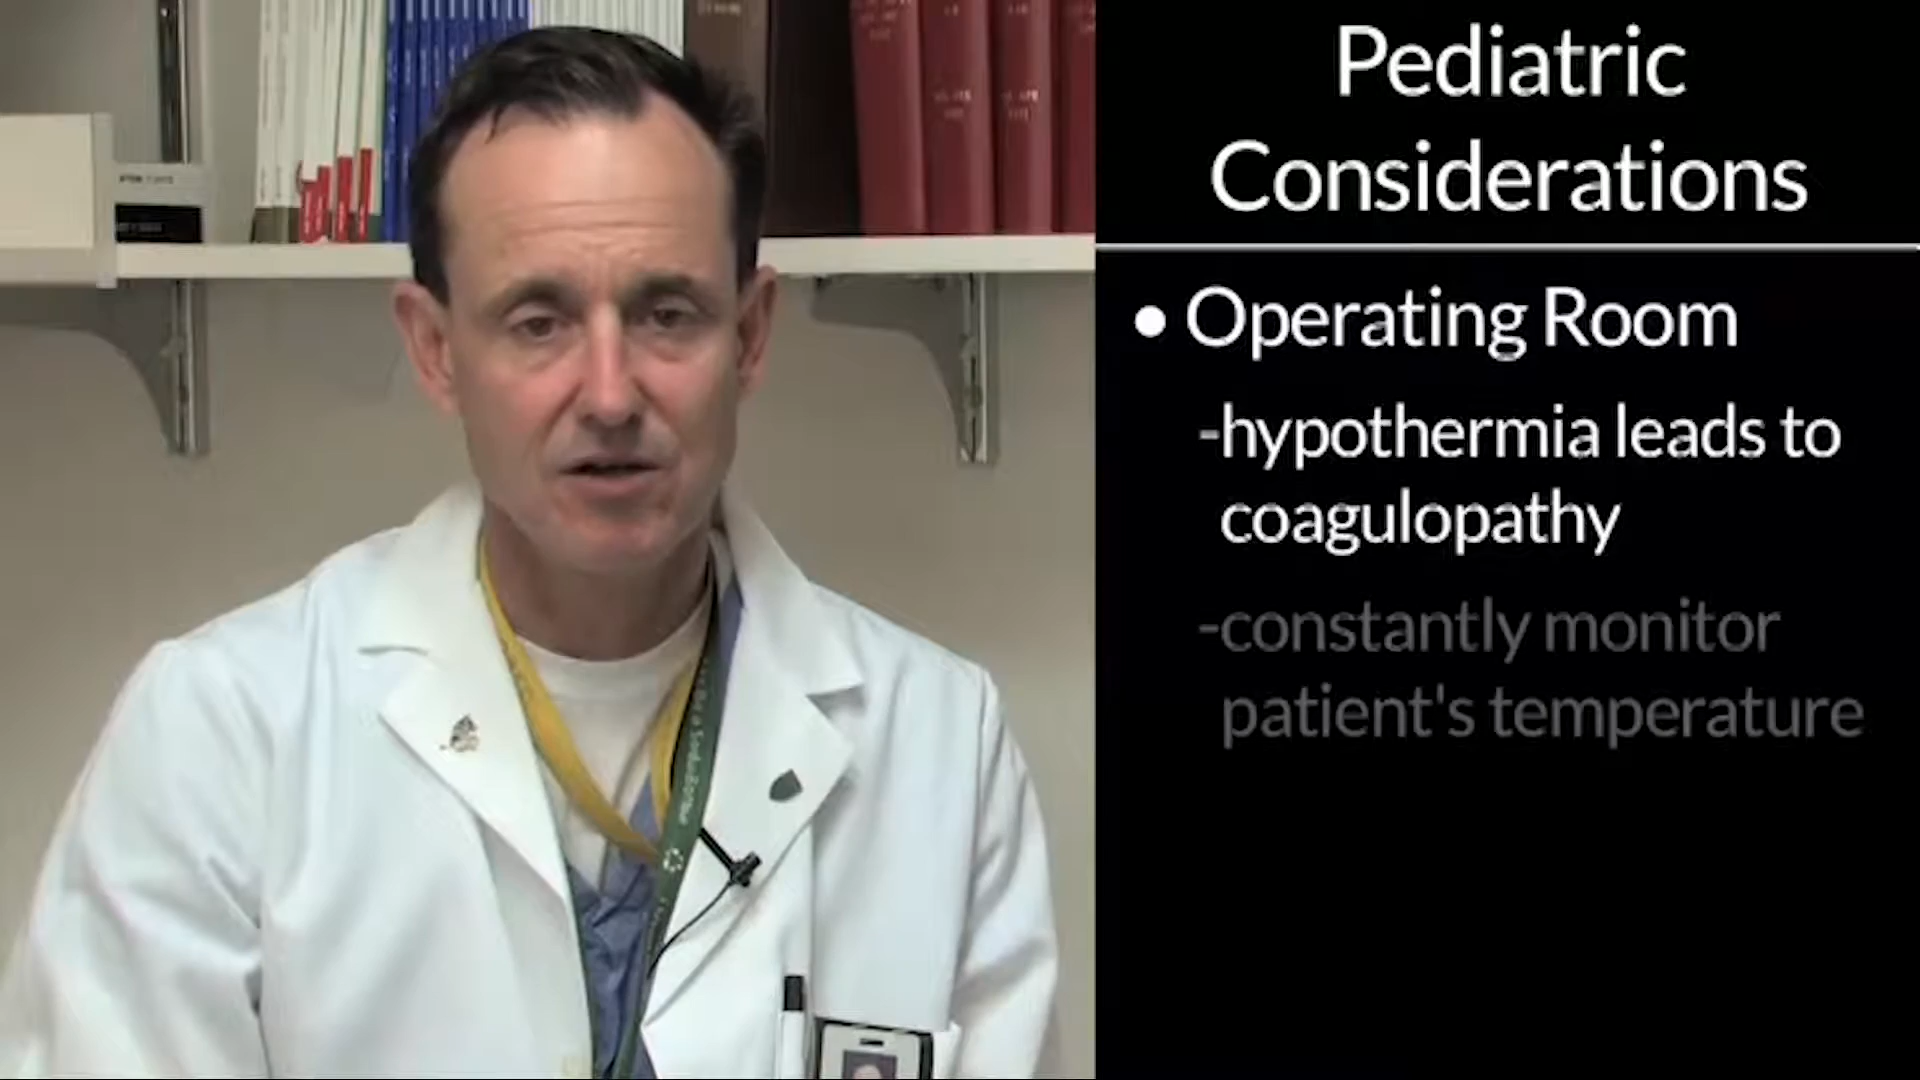 Pediatric
Considerations
• Operating Room
-hypothermia leads to
coagulopathy
-constantly monitor
patient's temperature